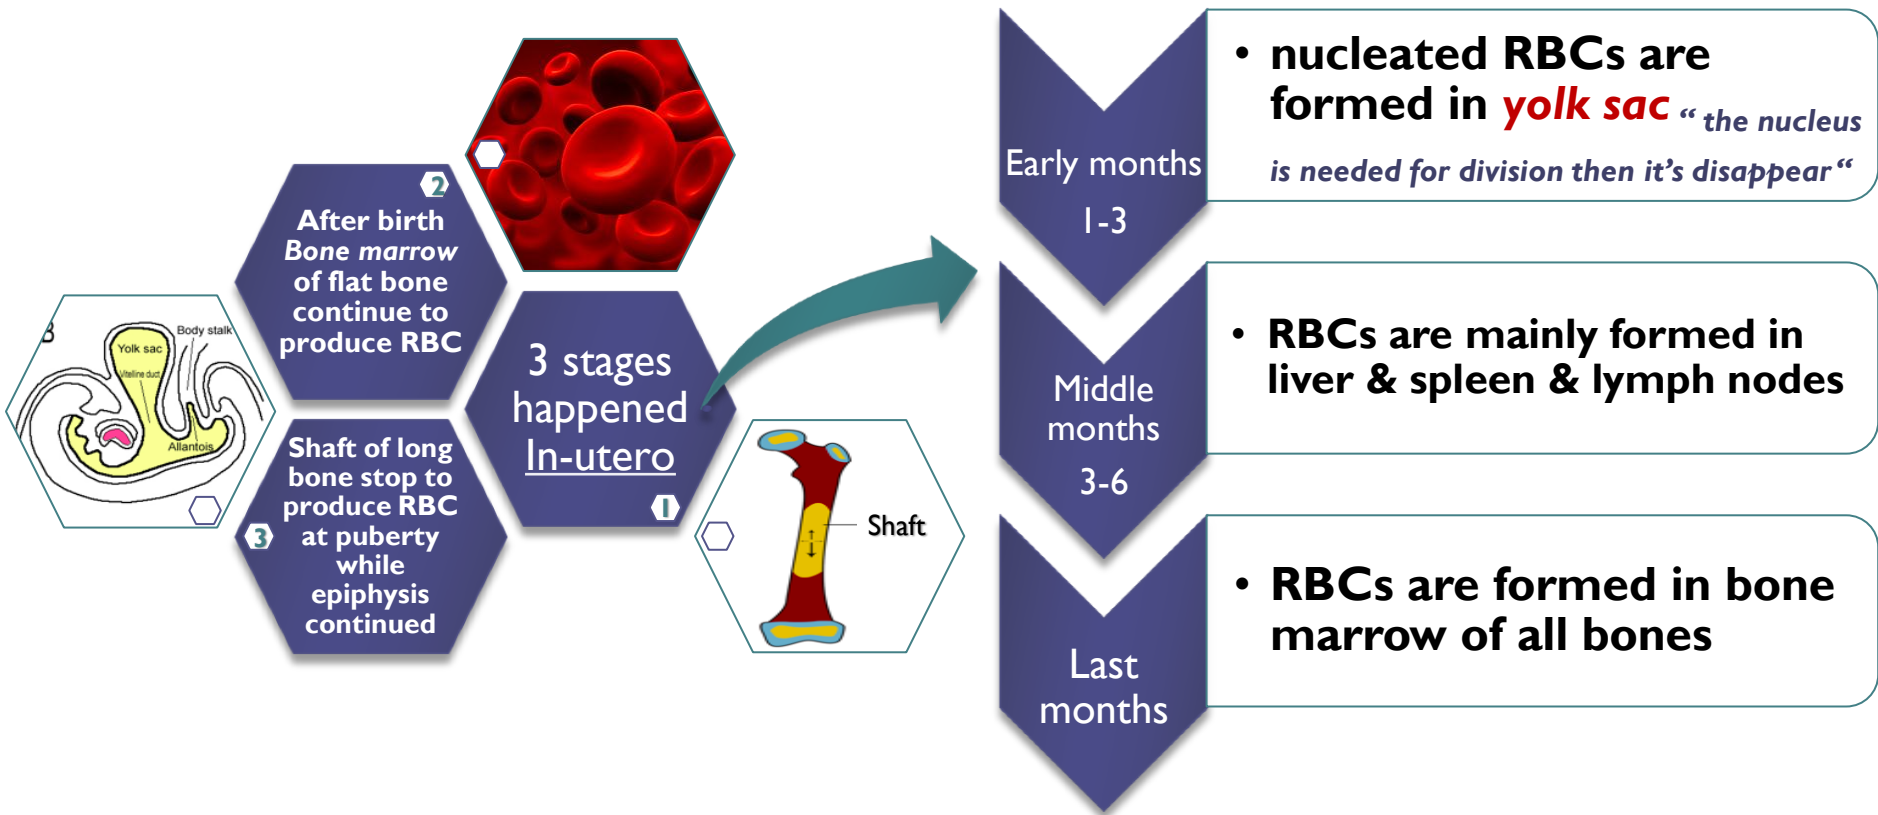 3 stages
happened
In-utero
1
2
After birth
Bone marrow
of flat bone
continue to
produce RBC
3
Shaft of long
bone stop to
produce RBC
at puberty
while
epiphysis
continued
B
Yolk sac
Body stalk
Vitelline duct
Allantois
Shaft
Early months
1-3
• nucleated RBCs are
formed in yolk sac “ the nucleus
is needed for division then it’s disappear “
Middle
months
3-6
• RBCs are mainly formed in
liver & spleen & lymph nodes
Last
months
• RBCs are formed in bone
marrow of all bones